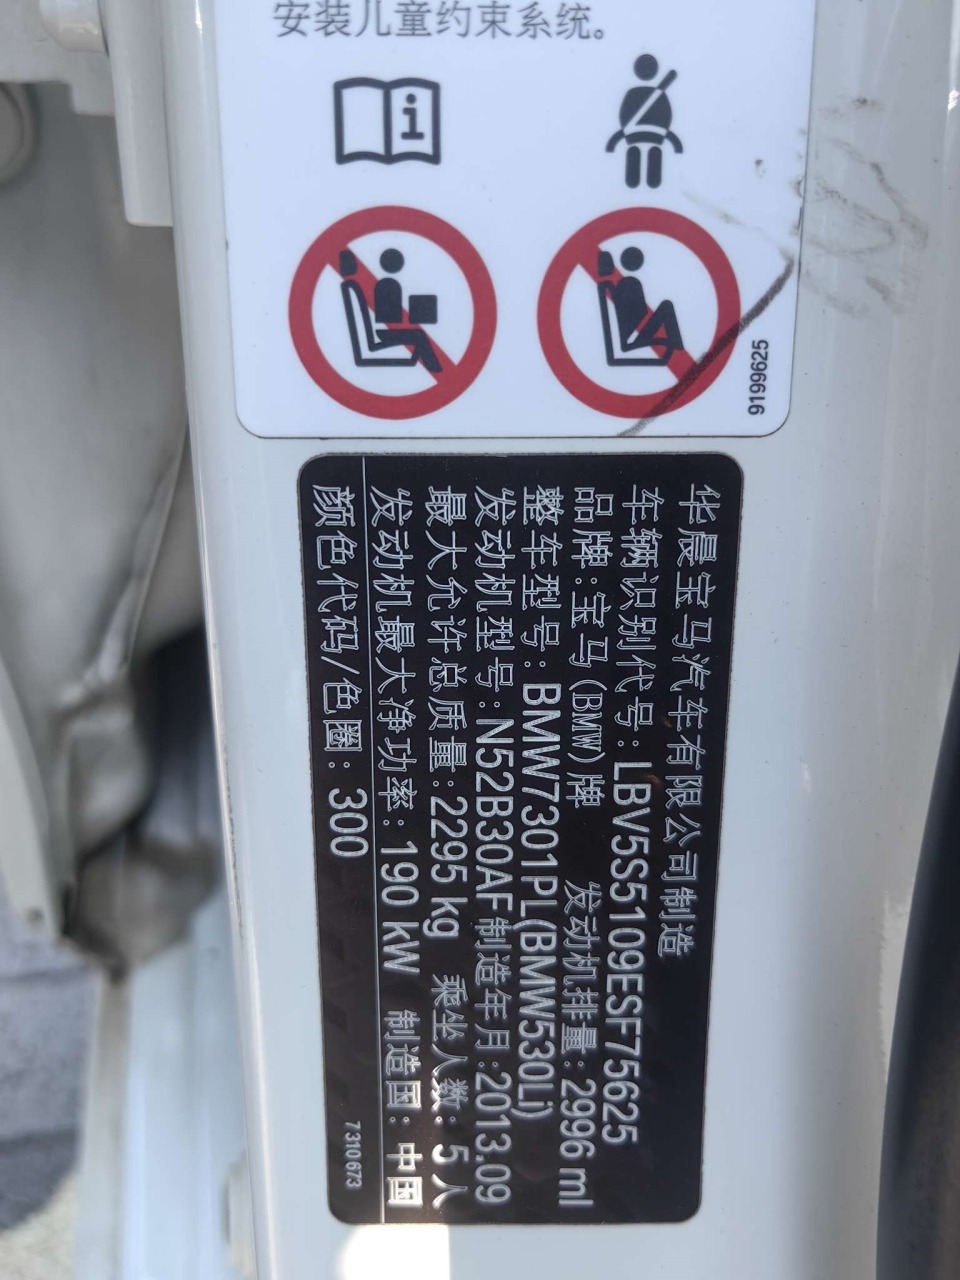 安装儿童约束系统。
9199625
华晨宝马汽车有限公司制造
车辆识别代号:LBV5S5109ESF75625
品牌:宝马(BMW)牌 发动机排量:2996 ml
整车型号:BMW7301PL(BMW530Li)
发动机型号:N52B30AF 制造年月:2013.09
最大允许总质量:2295 kg 乘坐人数:5人
发动机最大净功率:190 kW 制造国:中国
颜色代码/色圈:300
7310673